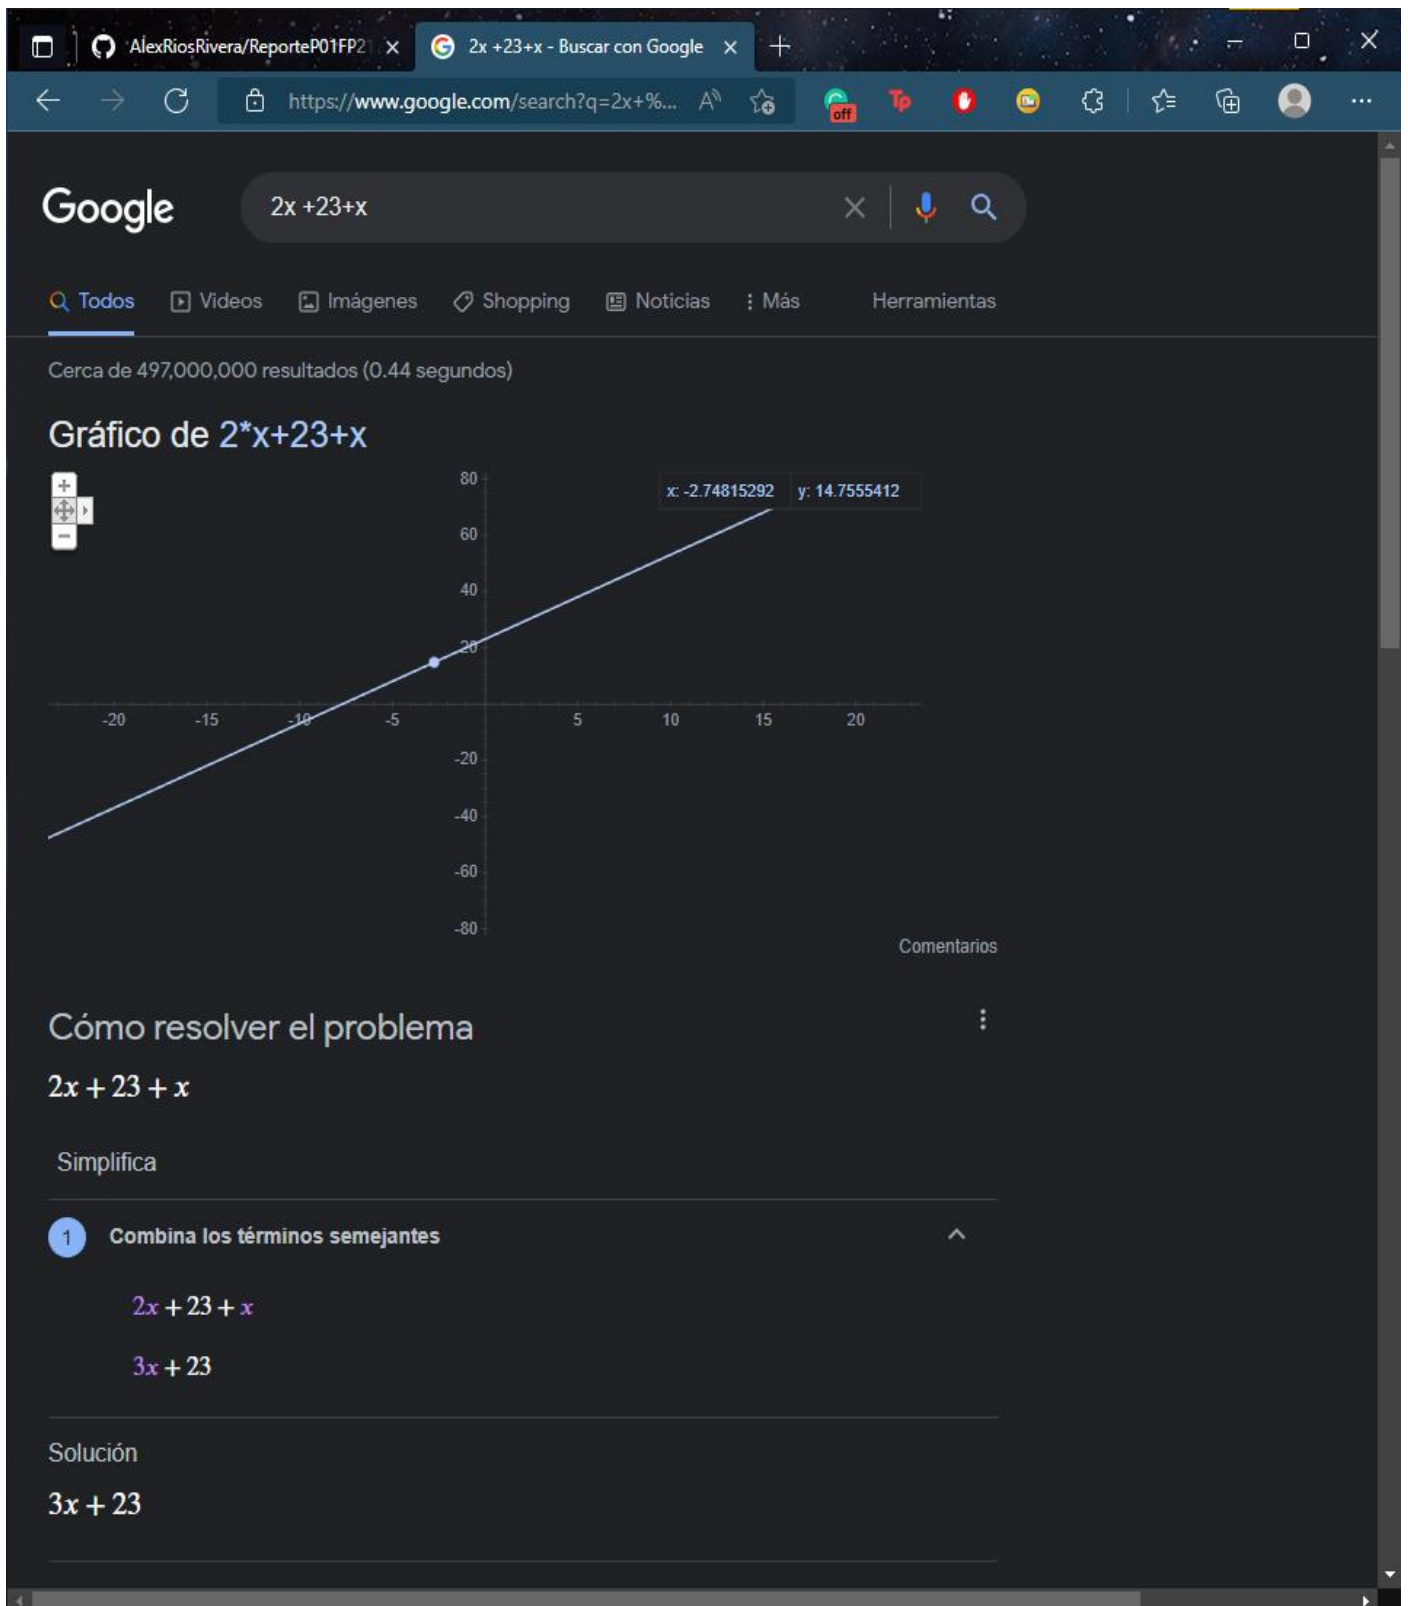 AlexRiosRivera/ReporteP01FP21
2x +23+x - Buscar con Google
https://www.google.com/search?q=2x+%...
off
Tp
Google
2x +23+x
Todos Videos Imágenes Shopping Noticias Más Herramientas
Cerca de 497,000,000 resultados (0.44 segundos)
Gráfico de 2*x+23+x
x: -2.74815292 y: 14.7555412
80
60
40
20
-20 -15 -10 -5 5 10 15 20
-20
-40
-60
-80
Comentarios
Cómo resolver el problema
2x + 23 + x
Simplifica
1 Combina los términos semejantes
2x + 23 + x
3x + 23
Solución
3x + 23